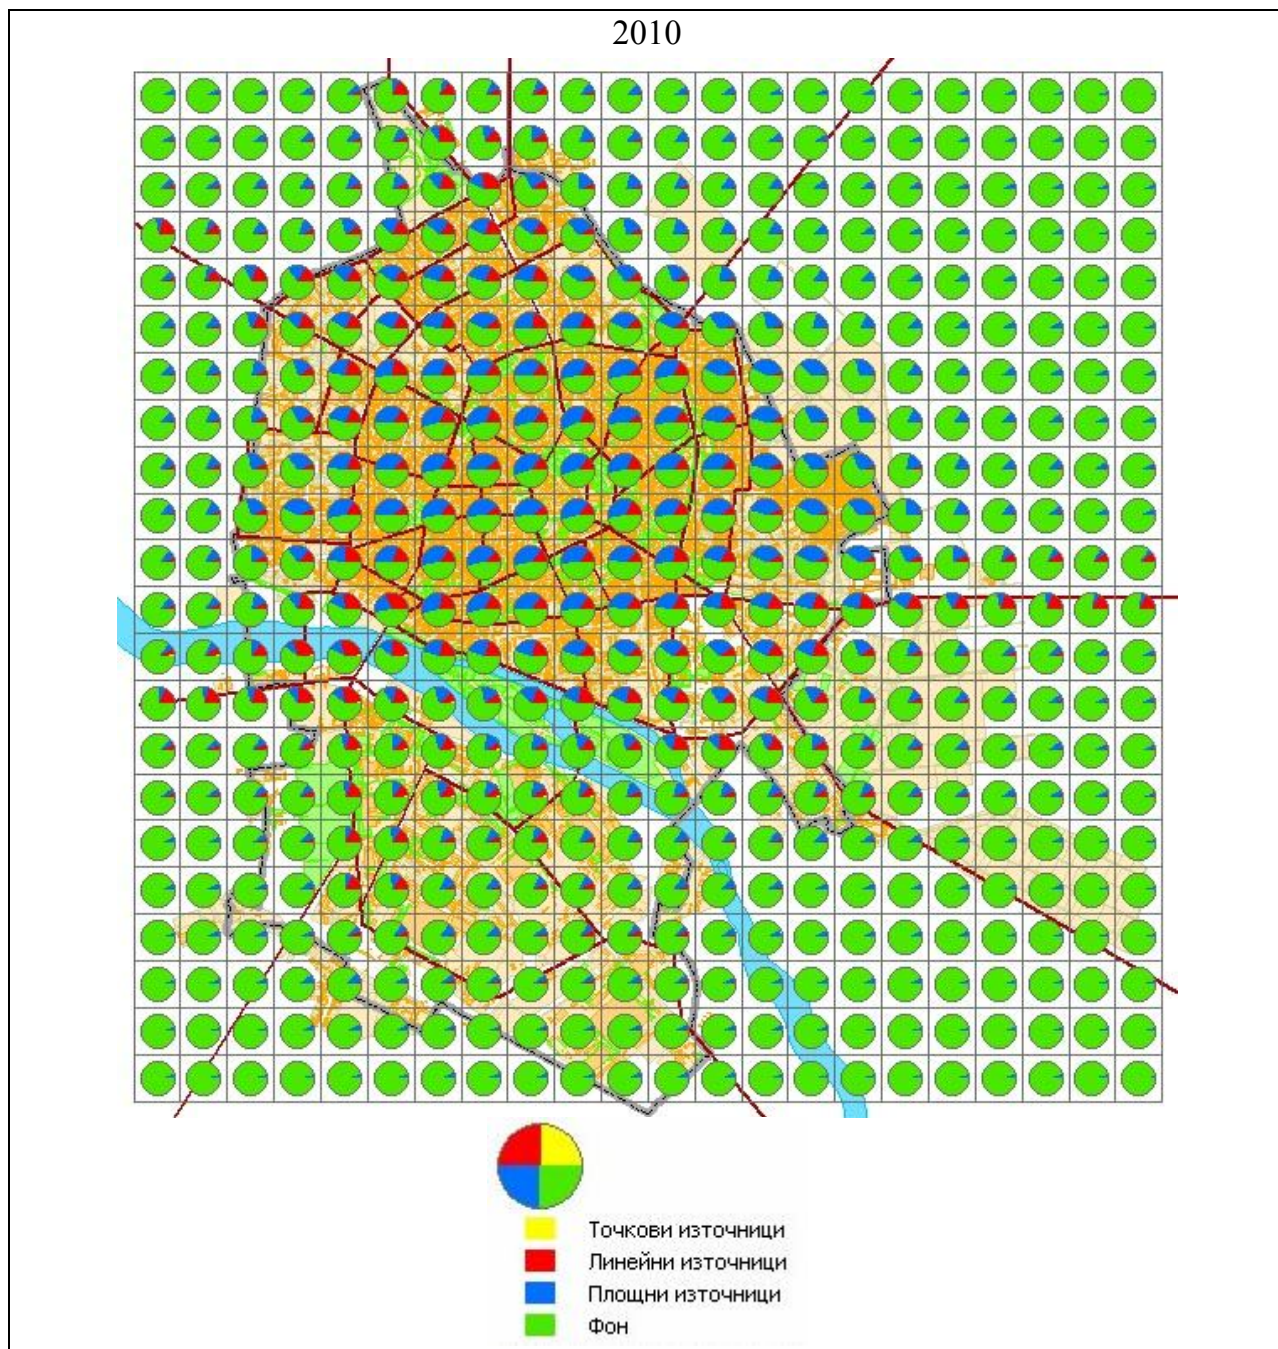 2010
Точкови източници
Линейни източници
Площни източници
Фон